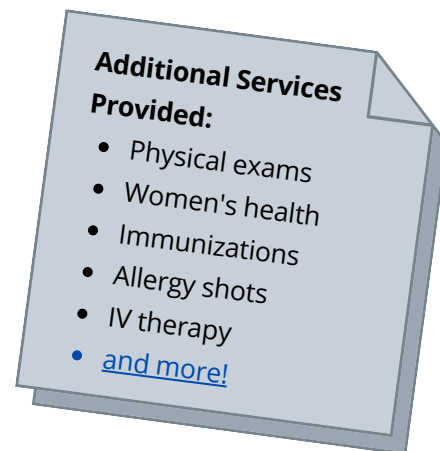 Additional Services
Provided:
• Physical exams
• Women's health
• Immunizations
• Allergy shots
• IV therapy
• and more!